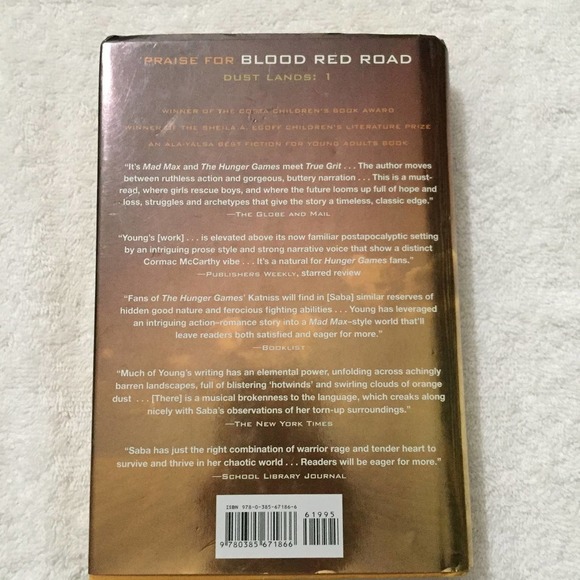 PRAISE FOR BLOOD RED ROAD
DUST LANDS: 1
WINNER OF THE COSTA CHILDREN'S BOOK AWARD
WINNER OF THE SHEILA A. EGOFF CHILDREN'S LITERATURE PRIZE
AN ALA-YALSA BEST FICTION FOR YOUNG ADULTS BOOK
"It's Mad Max and The Hunger Games meet True Grit . . . The author moves
between ruthless action and gorgeous, buttery narration . . . This is a must-
read, where girls rescue boys, and where the future looms up full of hope and
loss, struggles and archetypes that give the story a timeless, classic edge."
—THE GLOBE AND MAIL
"Young's [work] . . . is elevated above its now familiar postapocalyptic setting
by an intriguing prose style and strong narrative voice that show a distinct
Cormac McCarthy vibe . . . It's a natural for Hunger Games fans."
—PUBLISHERS WEEKLY, starred review
"Fans of The Hunger Games' Katniss will find in [Saba] similar reserves of
hidden good nature and ferocious fighting abilities . . . Young has leveraged
an intriguing action–romance story into a Mad Max–style world that'll
leave readers both satisfied and eager for more."
—BOOKLIST
"Much of Young's writing has an elemental power, unfolding across achingly
barren landscapes, full of blistering 'hotwinds' and swirling clouds of orange
dust . . . [There] is a musical brokenness to the language, which creaks along
nicely with Saba's observations of her torn-up surroundings."
—THE NEW YORK TIMES
"Saba has just the right combination of warrior rage and tender heart to
survive and thrive in her chaotic world . . . Readers will be eager for more."
—SCHOOL LIBRARY JOURNAL
ISBN 978-0-385-67186-6
61995
9780385671866